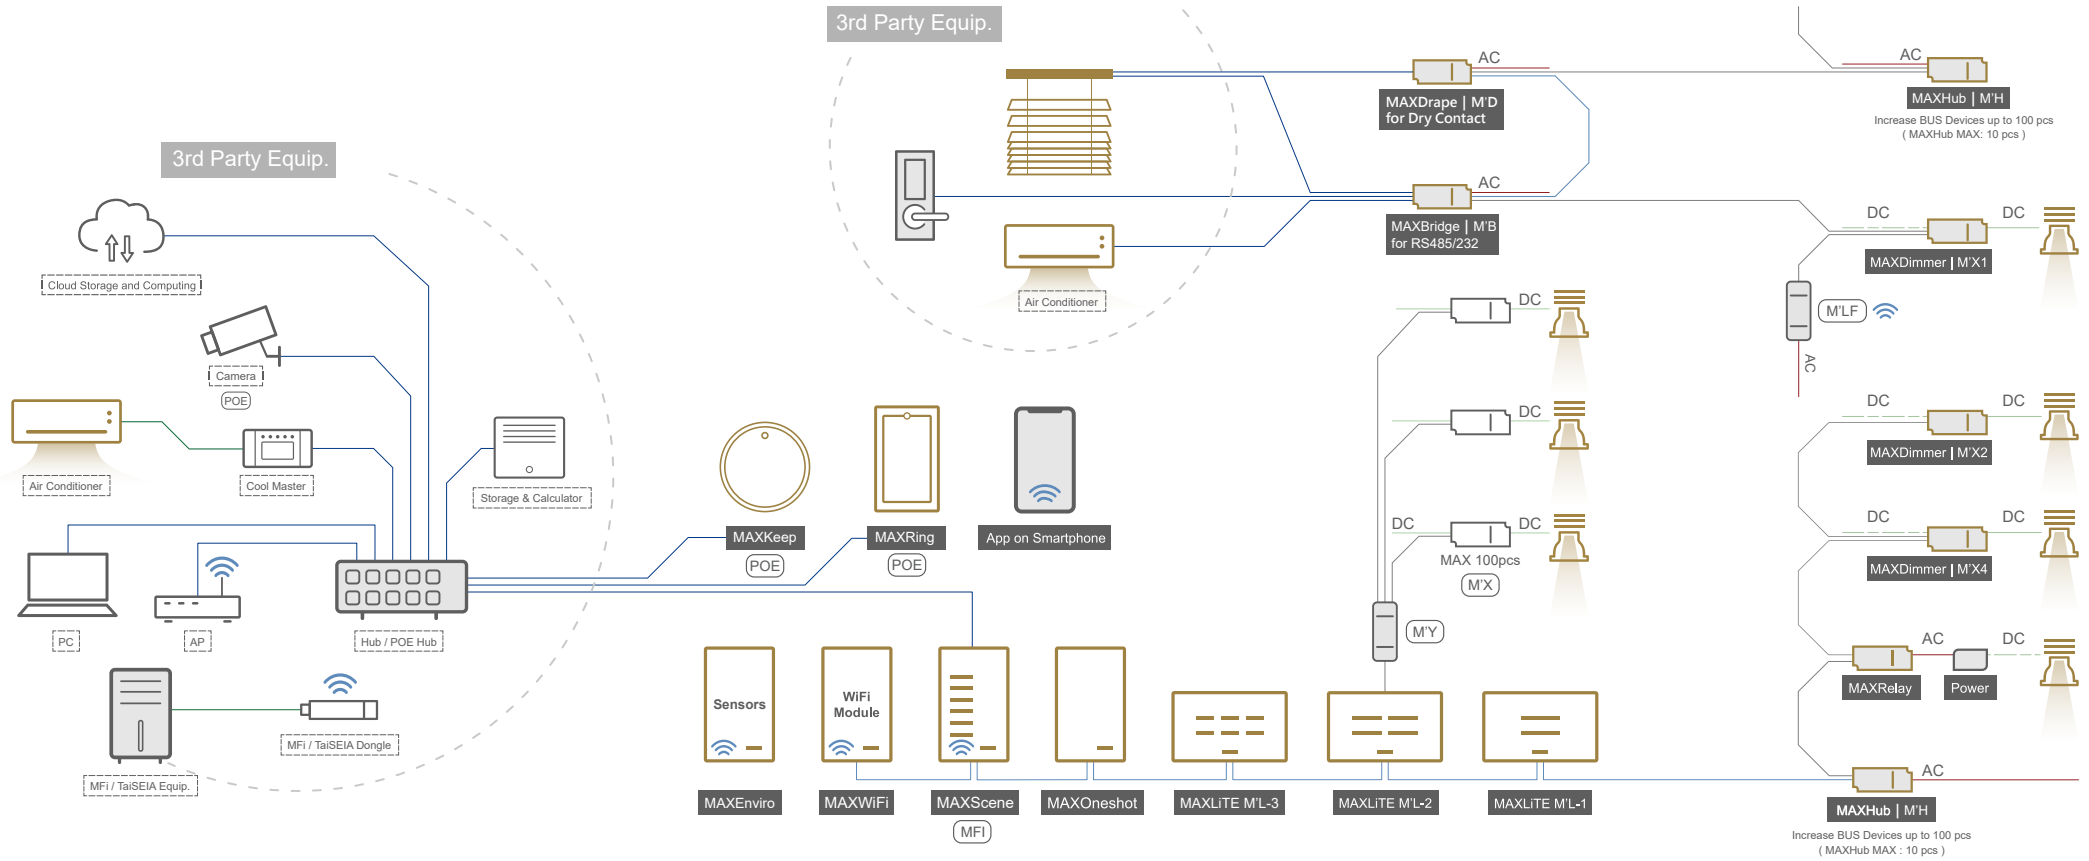 3rd Party Equip.
Cloud Storage and Computing
Camera
POE
Air Conditioner
Cool Master
Storage & Calculator
PC
AP
Hub / POE Hub
MFi / TaiSEIA Dongle
MFi / TaiSEIA Equip.
3rd Party Equip.
Air Conditioner
AC
MAXDrape | M'D
for Dry Contact
AC
MAXBridge | M'B
for RS485/232
AC
MAXHub | M'H
Increase BUS Devices up to 100 pcs
( MAXHub MAX: 10 pcs )
DC
DC
MAXDimmer | M'X1
M'LF
AC
DC
DC
MAXDimmer | M'X2
DC
DC
MAXDimmer | M'X4
AC
DC
MAXRelay
Power
AC
MAXHub | M'H
Increase BUS Devices up to 100 pcs
( MAXHub MAX : 10 pcs )
DC
DC
DC
DC
MAX 100pcs
M'X
M'Y
MAXKeep
POE
MAXRing
POE
App on Smartphone
Sensors
MAXEnviro
WiFi
Module
MAXWiFi
MAXScene
MFI
MAXOneshot
MAXLiTE M'L-3
MAXLiTE M'L-2
MAXLiTE M'L-1